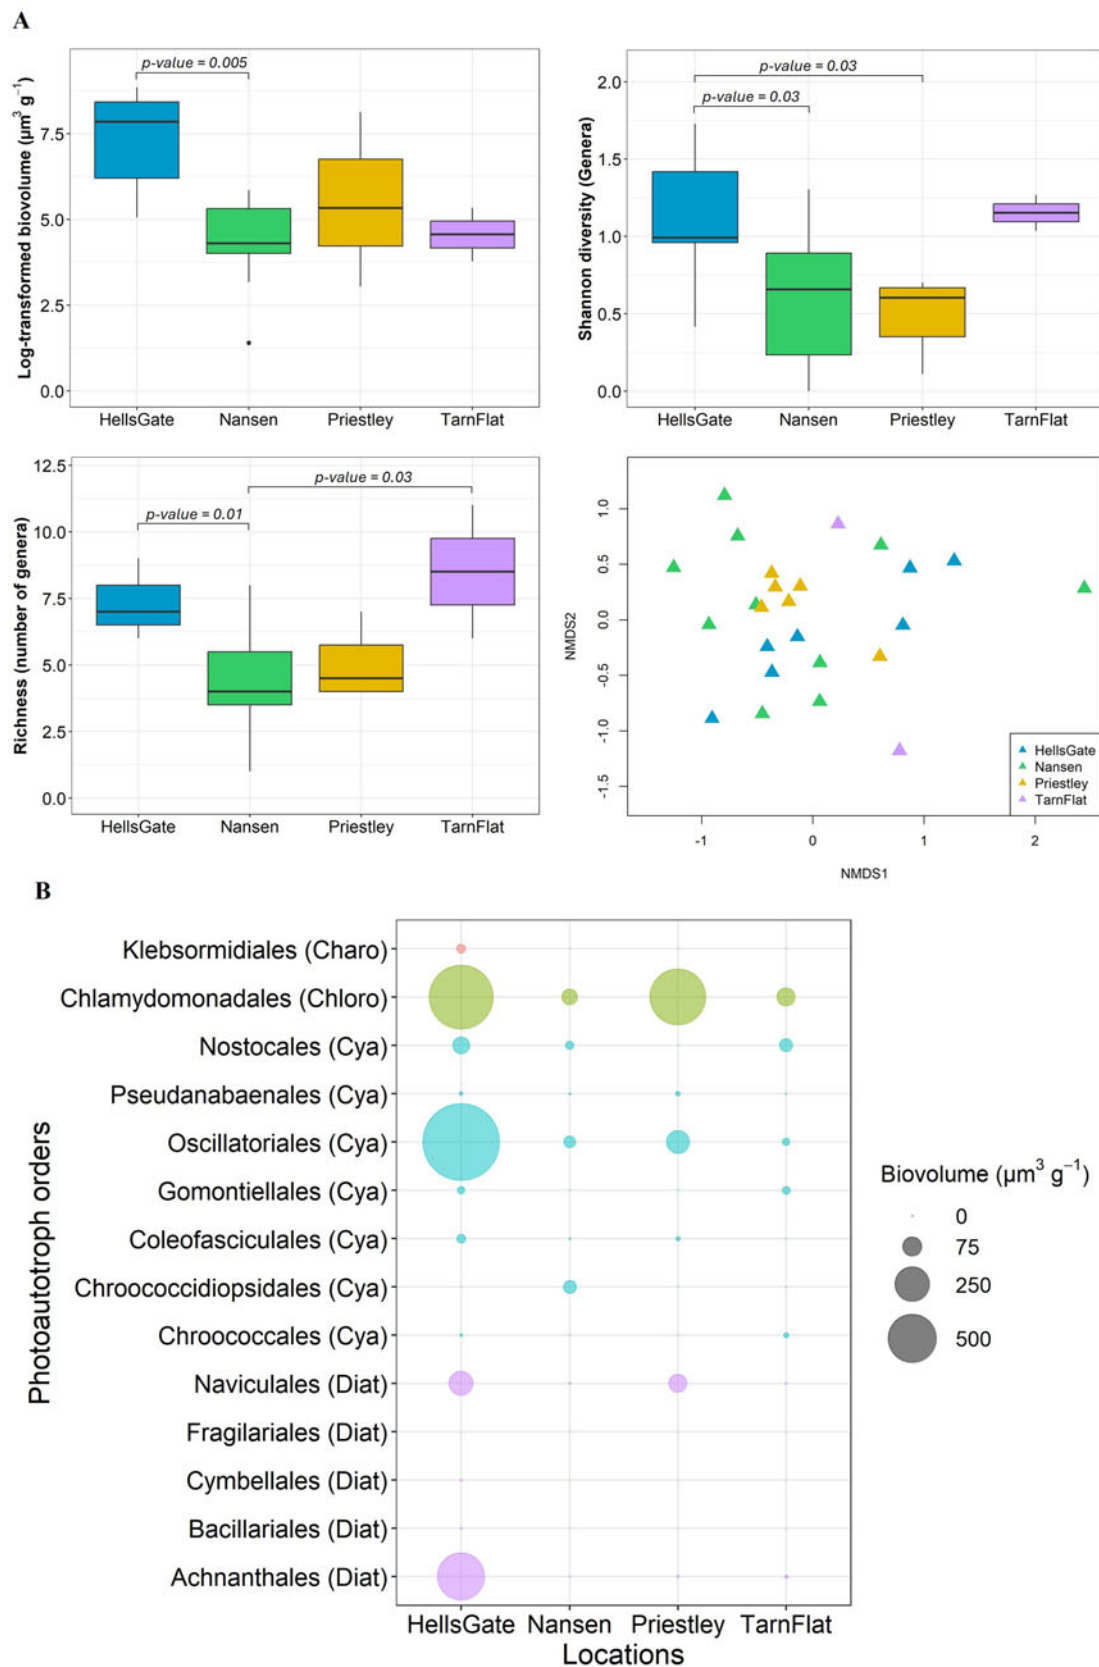 A
Log-transformed biovolume (μm³ g⁻¹)
7.5
5.0
2.5
0.0
p-value = 0.005
HellsGate Nansen Priestley TarnFlat
Shannon diversity (Genera)
2.0
1.5
1.0
0.5
0.0
p-value = 0.03
p-value = 0.03
HellsGate Nansen Priestley TarnFlat
Richness (number of genera)
12.5
10.0
7.5
5.0
2.5
0.0
p-value = 0.03
p-value = 0.01
HellsGate Nansen Priestley TarnFlat
NMDS2
1.0
0.5
0.0
-0.5
-1.0
-1.5
HellsGate
Nansen
Priestley
TarnFlat
-1 0 1 2
NMDS1
B
Photoautotroph orders
Klebsormidiales (Charo)
Chlamydomonadales (Chloro)
Nostocales (Cya)
Pseudanabaenales (Cya)
Oscillatoriales (Cya)
Gomontiellales (Cya)
Coleofasciculales (Cya)
Chroococcidiopsidales (Cya)
Chroococcales (Cya)
Naviculales (Diat)
Fragilariales (Diat)
Cymbellales (Diat)
Bacillariales (Diat)
Achnanthales (Diat)
HellsGate Nansen Priestley TarnFlat
Locations
Biovolume (μm³ g⁻¹)
0
75
250
500